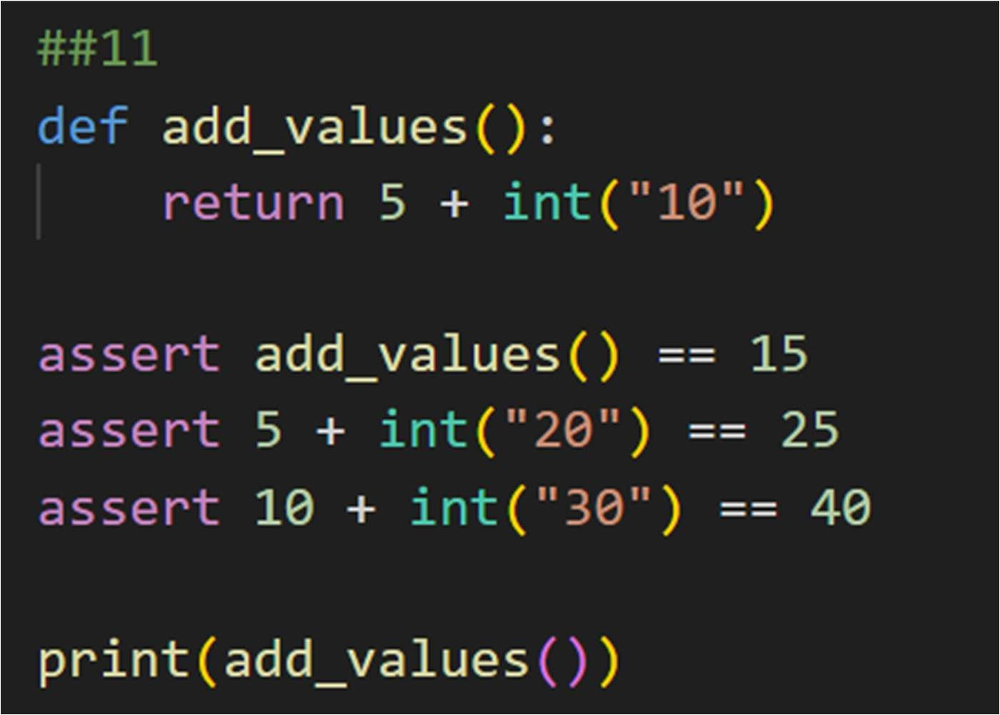 ##11
def add_values():
    return 5 + int("10")
assert add_values() == 15
assert 5 + int("20") == 25
assert 10 + int("30") == 40
print(add_values())